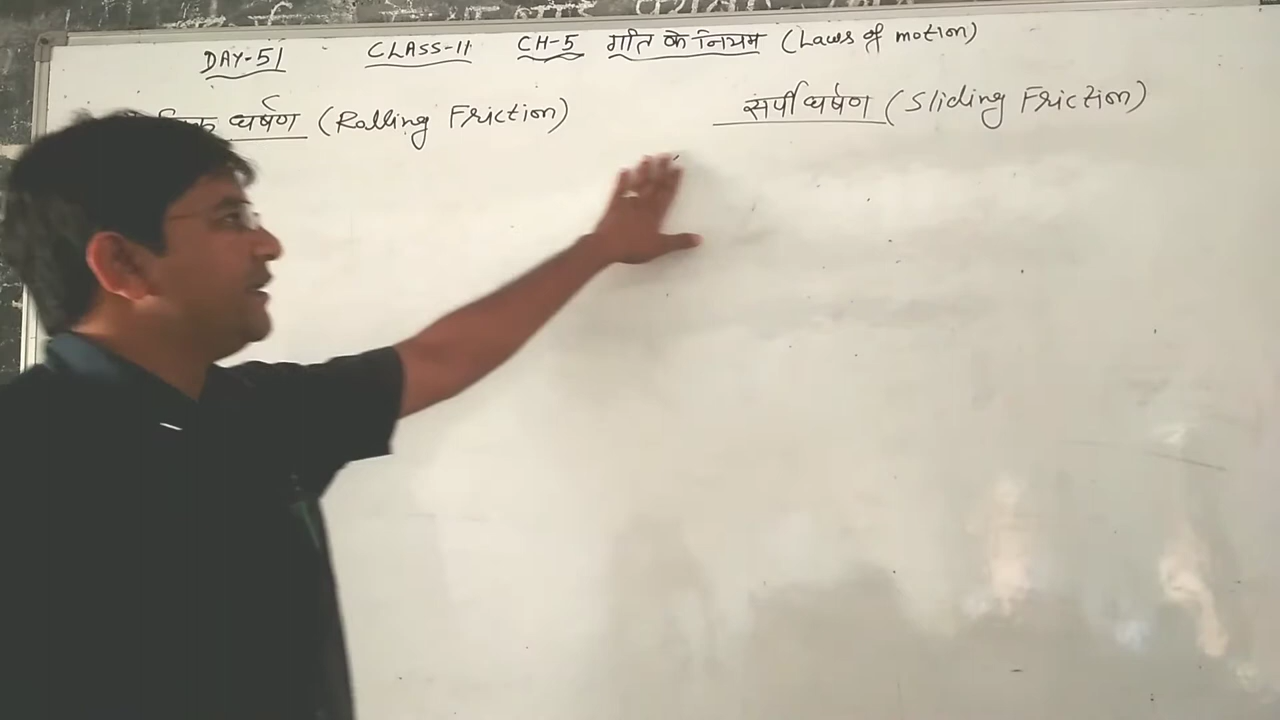 DAY-51 CLASS-11 CH-5 गति के नियम (Laws of motion)
घर्षण (Rolling Friction) सर्पी घर्षण (Sliding Friction)